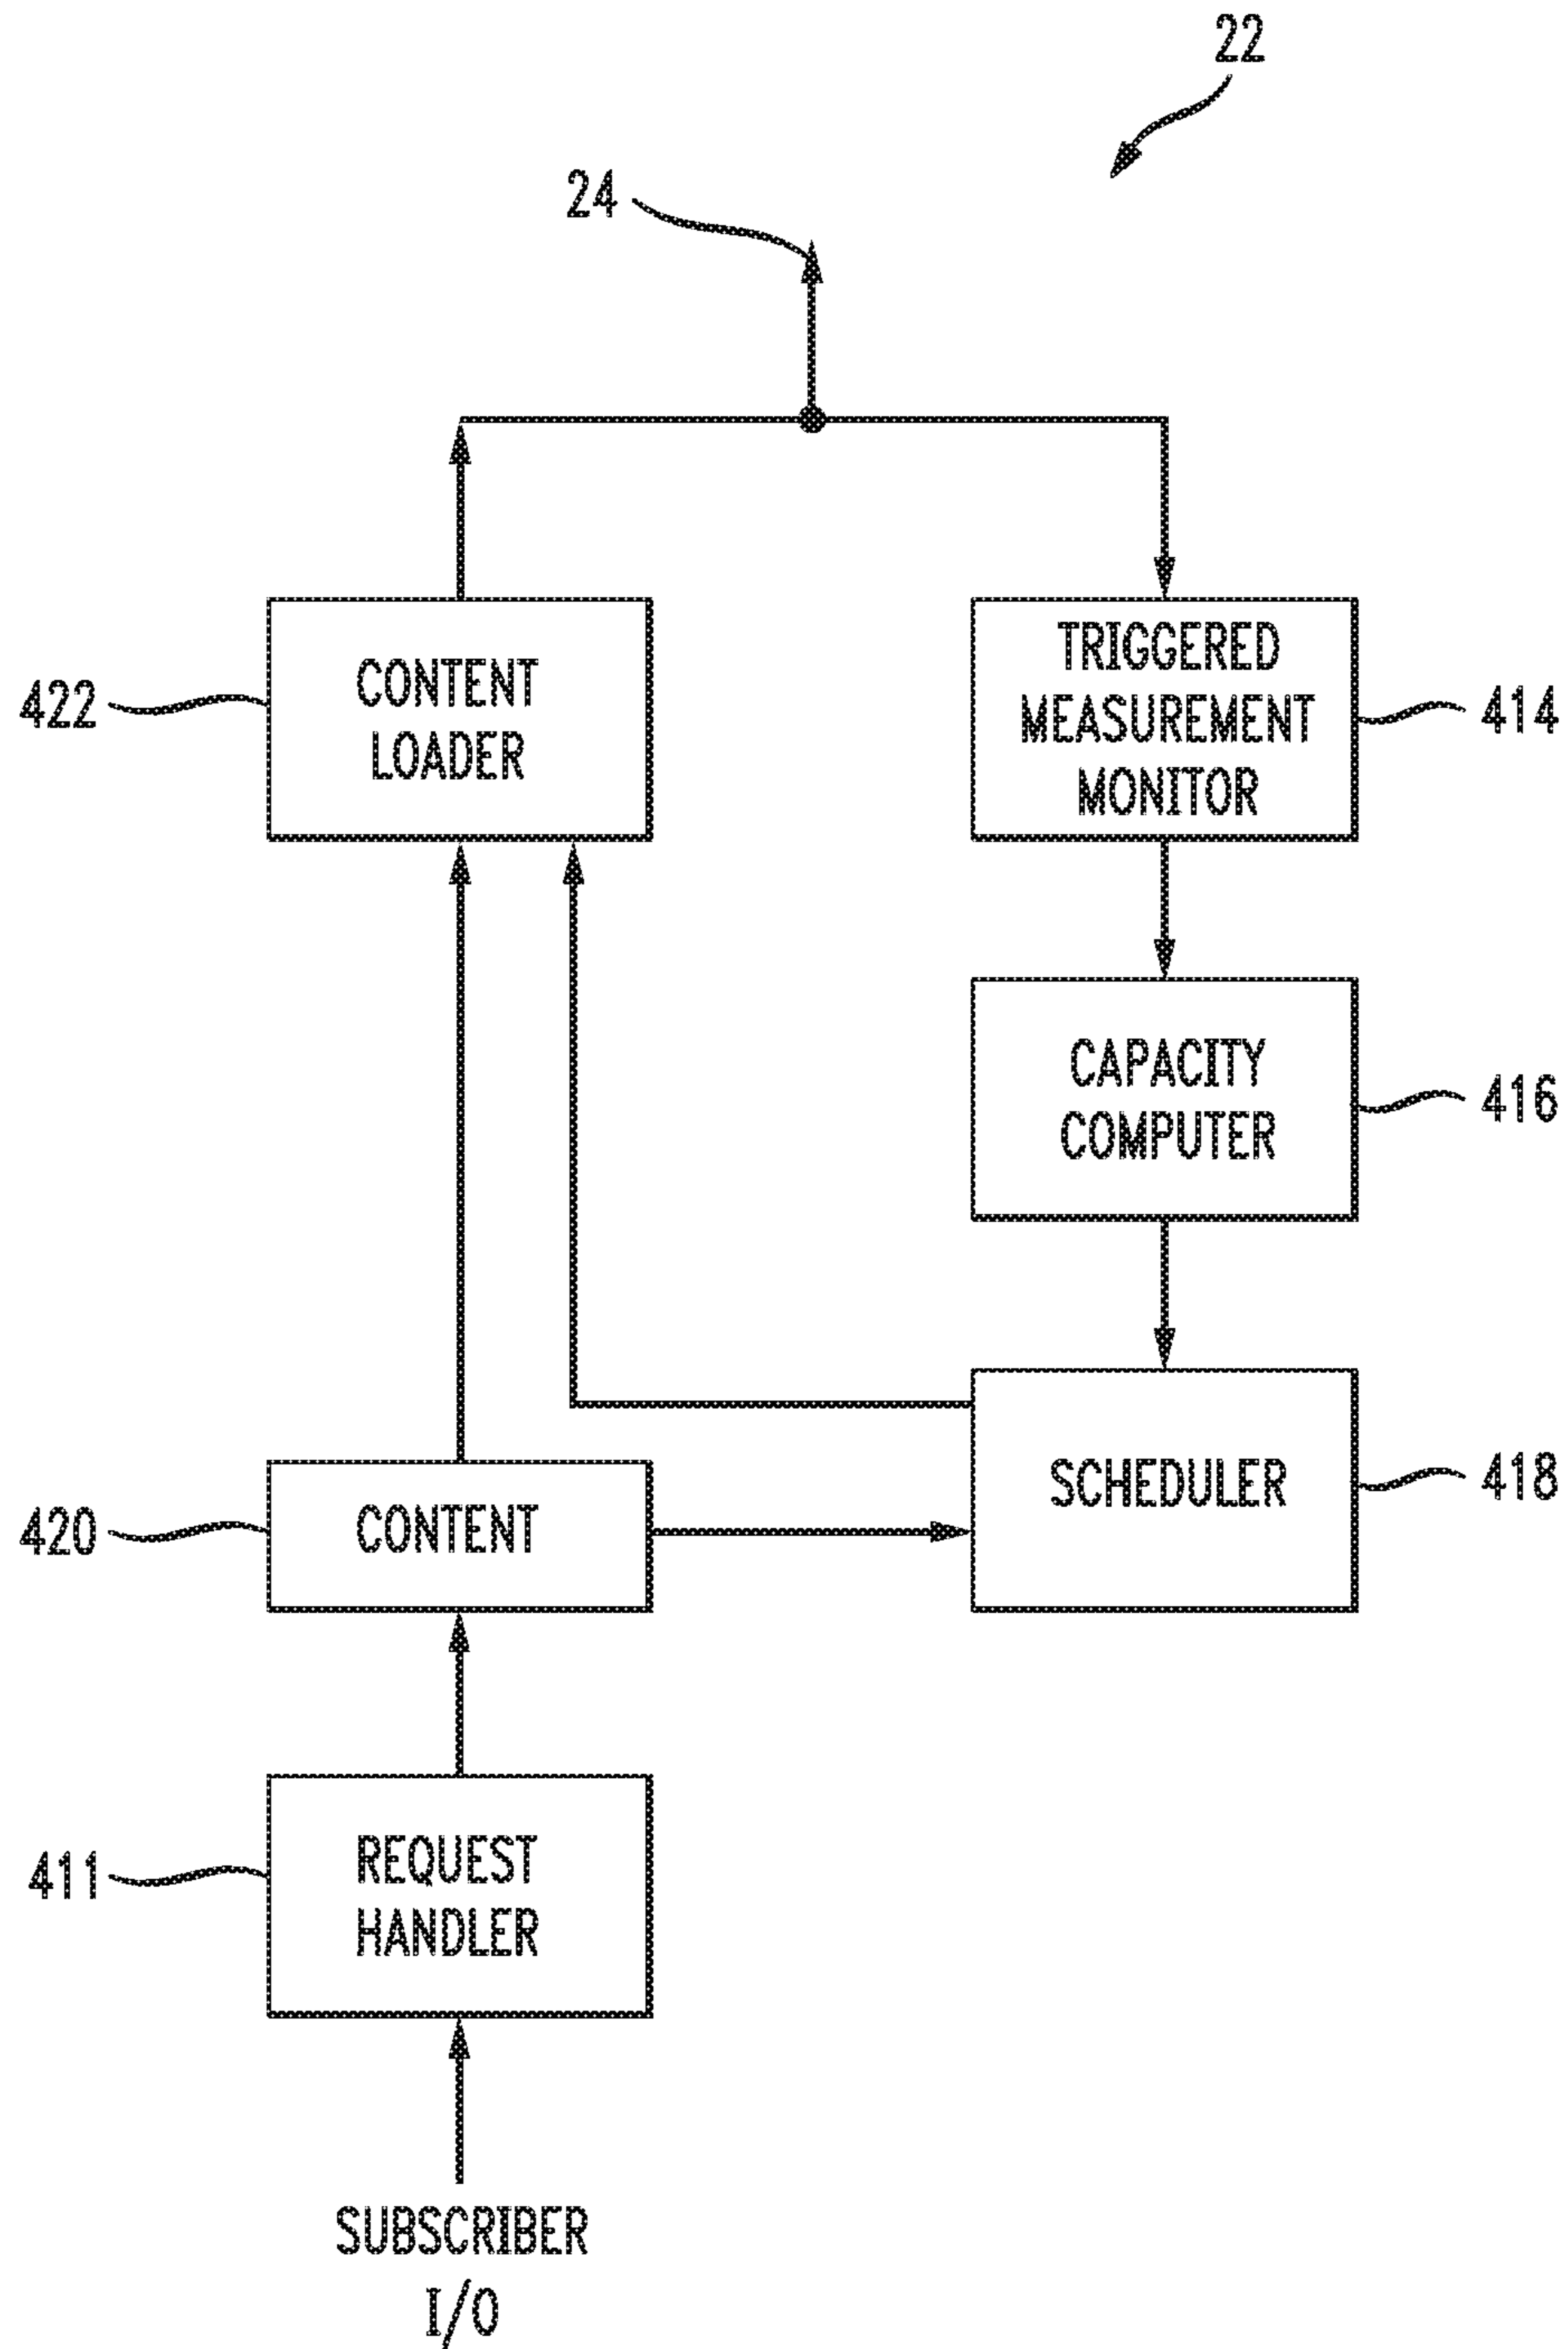 22
24
CONTENT
LOADER
422
TRIGGERED
MEASUREMENT
MONITOR
414
CAPACITY
COMPUTER
416
SCHEDULER
418
CONTENT
420
REQUEST
HANDLER
411
SUBSCRIBER
I/O